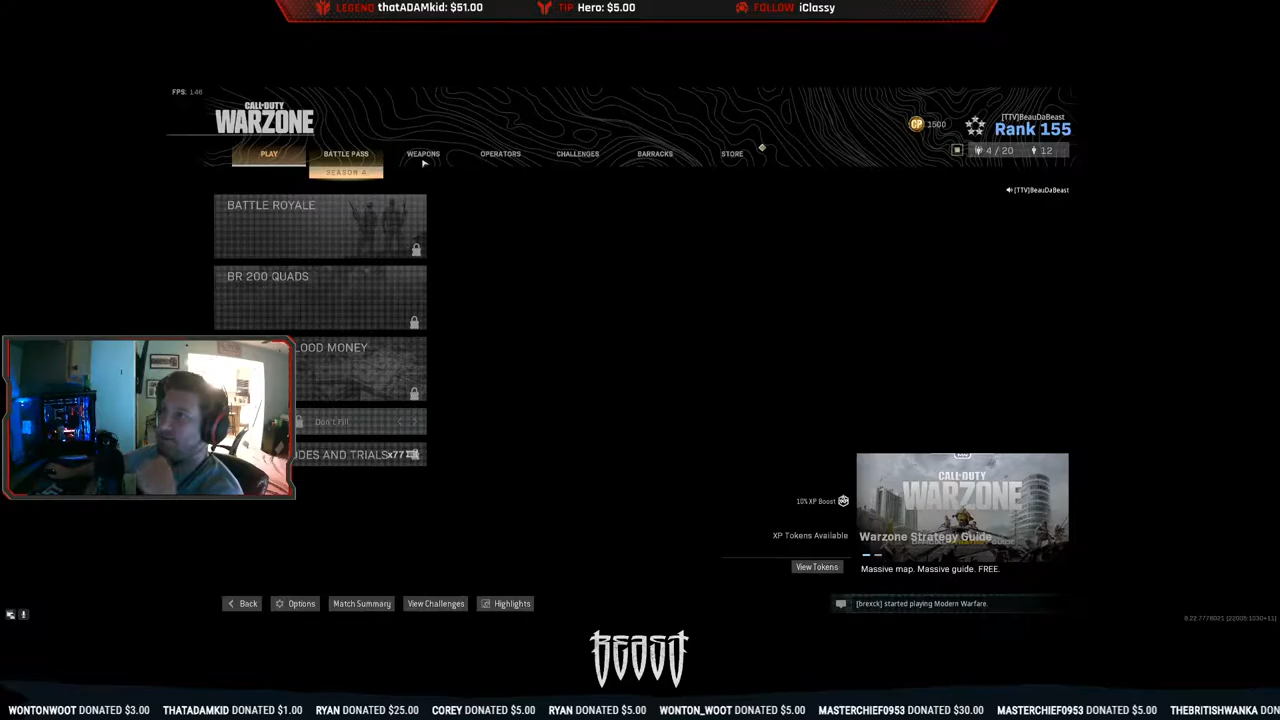 LEGEND thatADAMkid: $51.00
TIP Hero: $5.00
FOLLOW iClassy
FPS: 146
CALL OF DUTY
WARZONE
CP 1500
[TTV]BeauDaBeast
Rank 155
4 / 20
12
PLAY
BATTLE PASS
SEASON 4
WEAPONS
OPERATORS
CHALLENGES
BARRACKS
STORE
[TTV]BeauDaBeast
BATTLE ROYALE
BR 200 QUADS
LOOD MONEY
Don't Fill
ODES AND TRIALS x77
10% XP Boost
XP Tokens Available
View Tokens
CALL OF DUTY
WARZONE
Warzone Strategy Guide
Massive map. Massive guide. FREE.
Back
Options
Match Summary
View Challenges
Highlights
[brexck] started playing Modern Warfare.
BEAST
WONTONWOOT DONATED $3.00 THATADAMKID DONATED $1.00 RYAN DONATED $25.00 COREY DONATED $5.00 RYAN DONATED $5.00 WONTON_WOOT DONATED $5.00 MASTERCHIEF0953 DONATED $30.00 MASTERCHIEF0953 DONATED $5.00 THEBRITISHWANKA DON